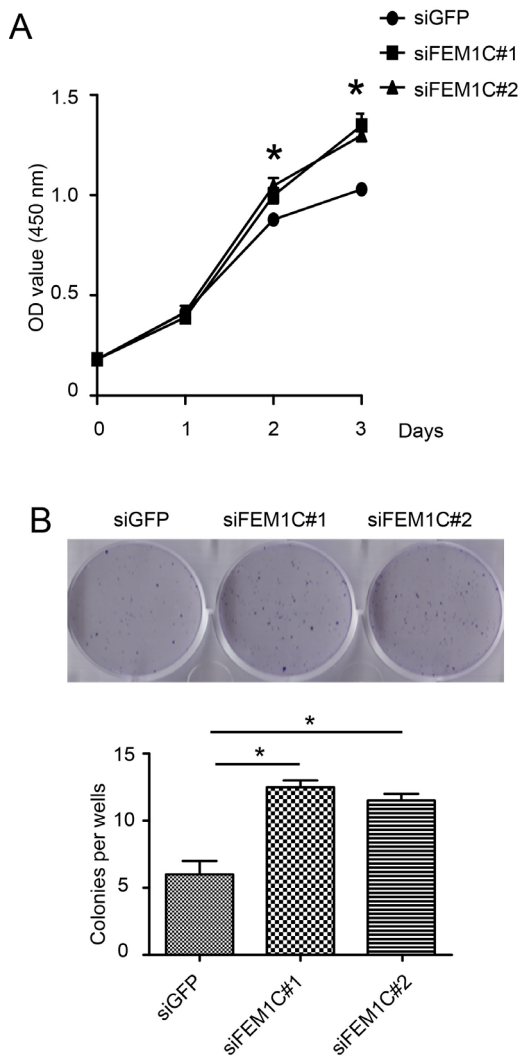 A
siGFP
siFEM1C#1
siFEM1C#2
*
*
1.5
1.0
0.5
0
OD value (450 nm)
0 1 2 3 Days
B
siGFP siFEM1C#1 siFEM1C#2
*
*
15
10
5
0
Colonies per wells
siGFP
siFEM1C#1
siFEM1C#2